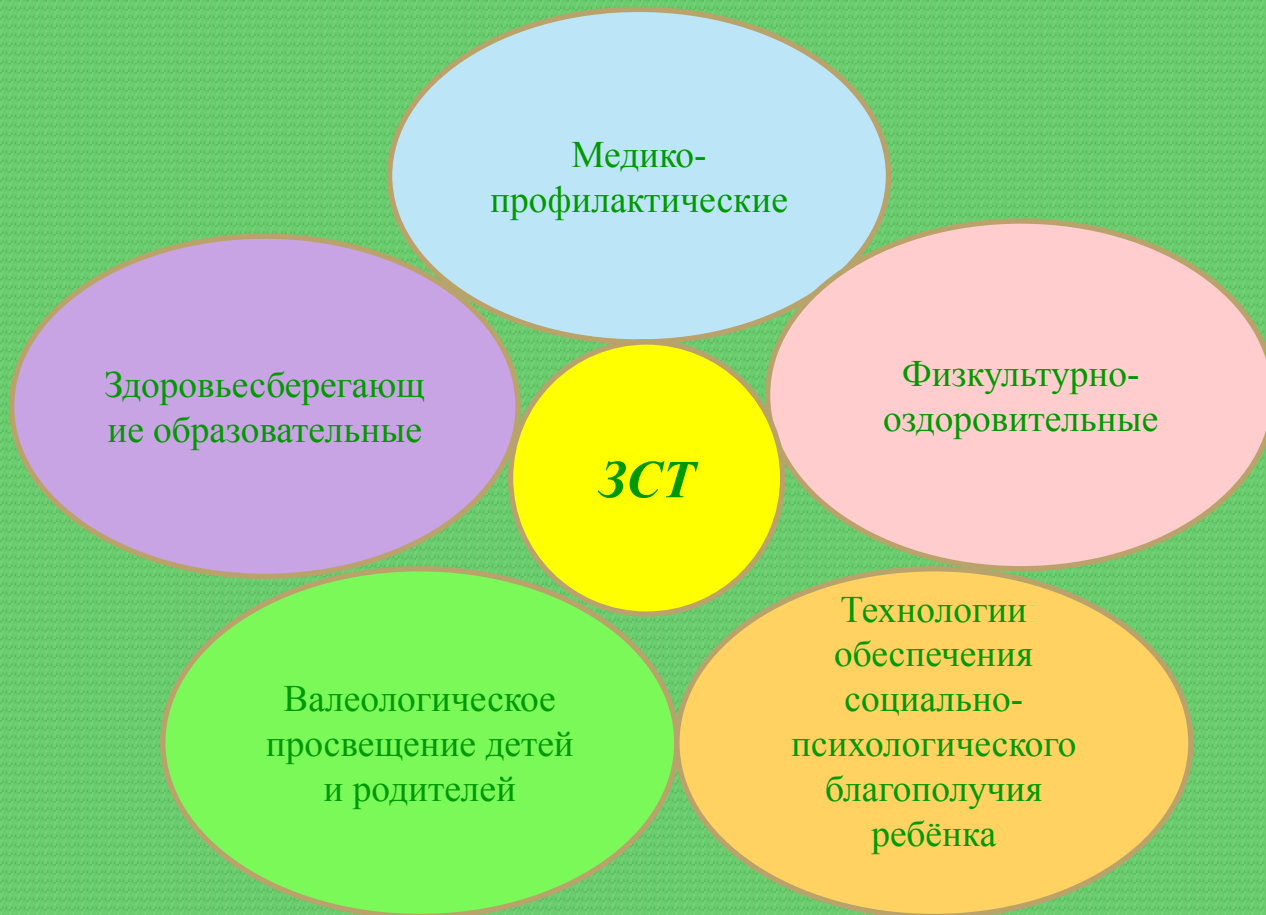 Медико-
профилактические
Здоровьесберегающ
ие образовательные
Физкультурно-
оздоровительные
ЗСТ
Валеологическое
просвещение детей
и родителей
Технологии
обеспечения
социально-
психологического
благополучия
ребёнка